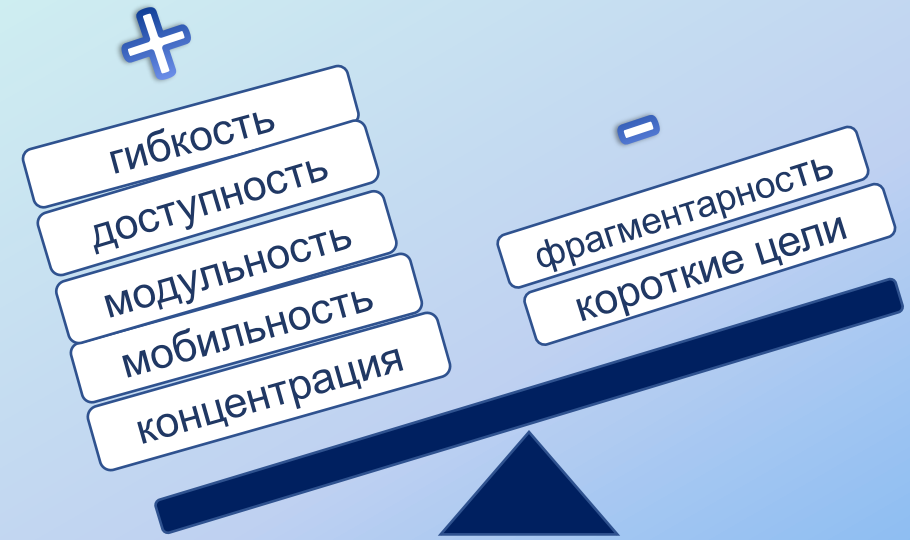 +
гибкость
доступность
модульность
мобильность
концентрация
-
фрагментарность
короткие цели